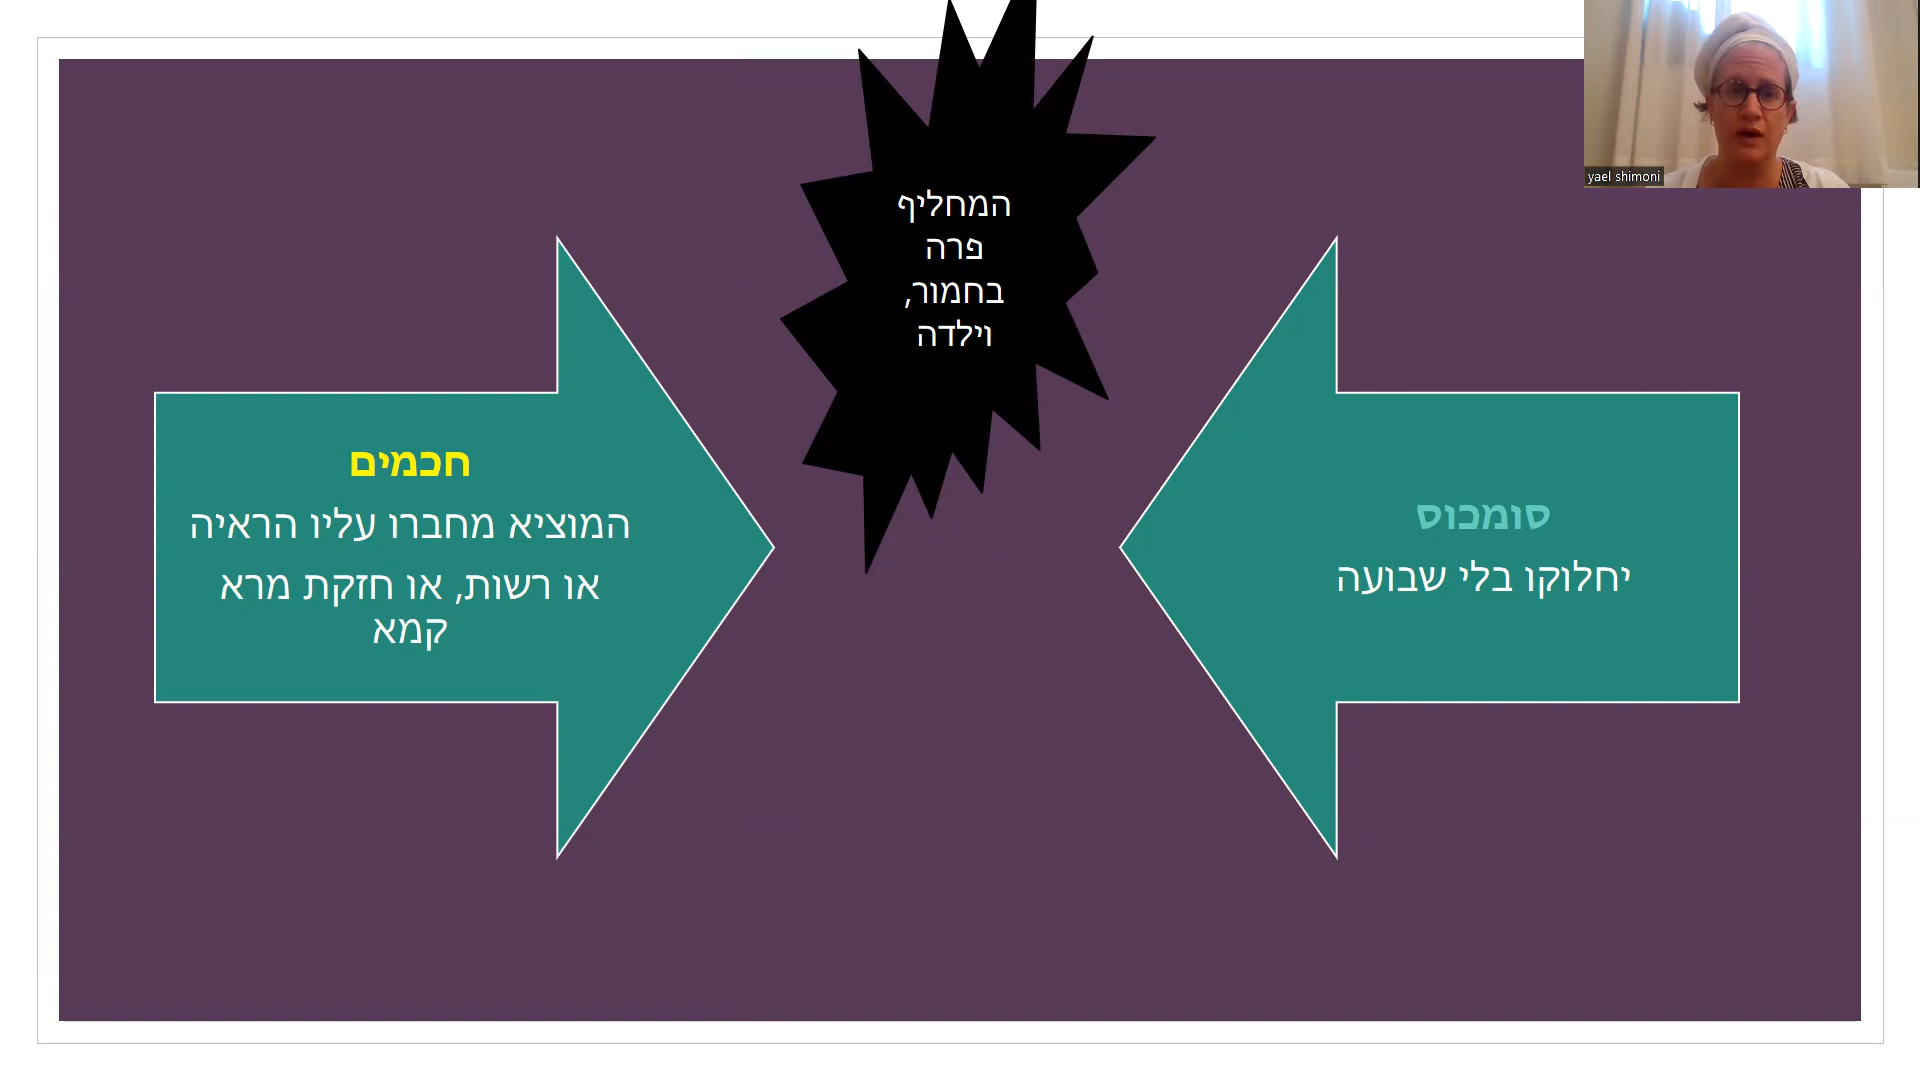 המחליף
פרה
בחמור,
וילדה
סומכוס
יחלוקו בלי שבועה
חכמים
המוציא מחברו עליו הראיה
או רשות, או חזקת מרא
קמא
yael shimoni